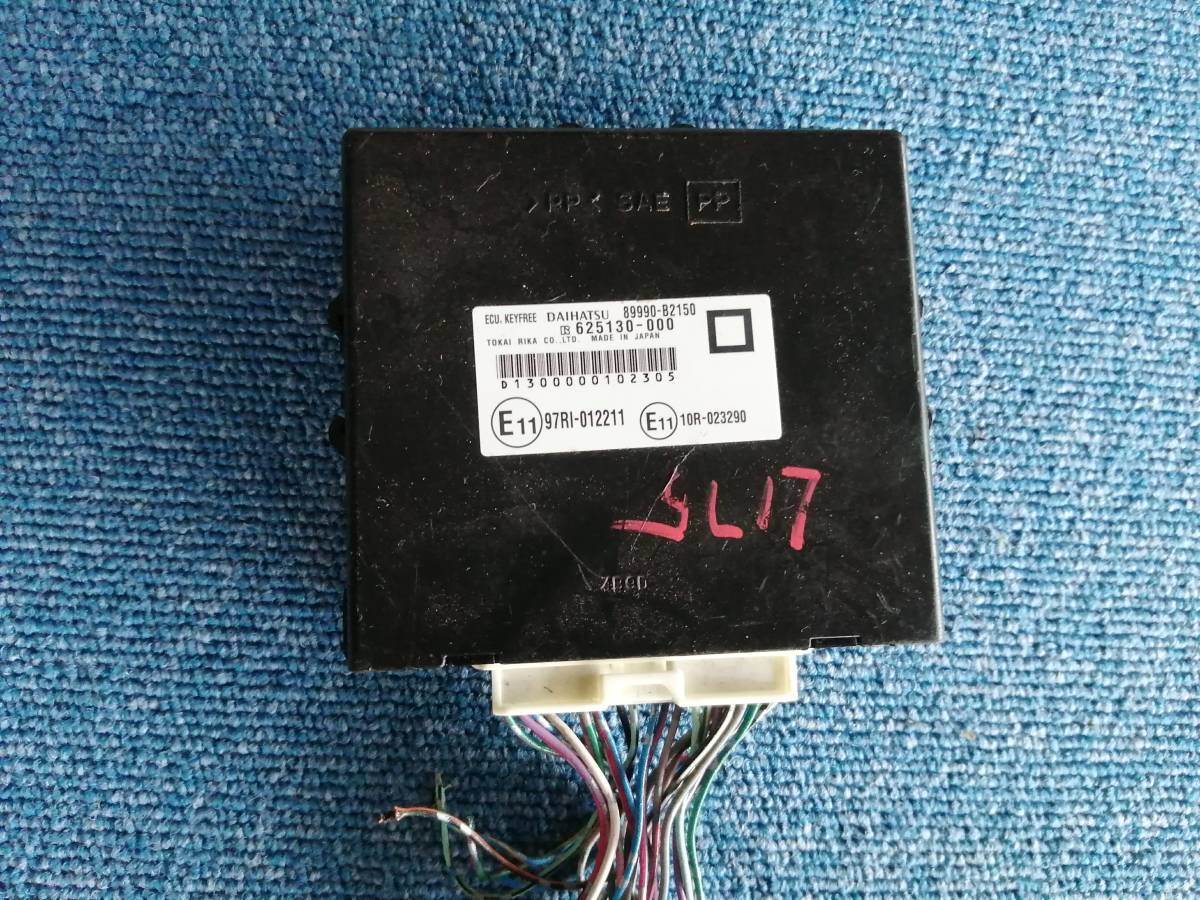 >PP< SAE PP
ECU, KEYFREE DAIHATSU 89990-B2150
625130-000
TOKAI RIKA CO.,LTD. MADE IN JAPAN
D1300000102305
E11 97RI-012211 E11 10R-023290
SL17